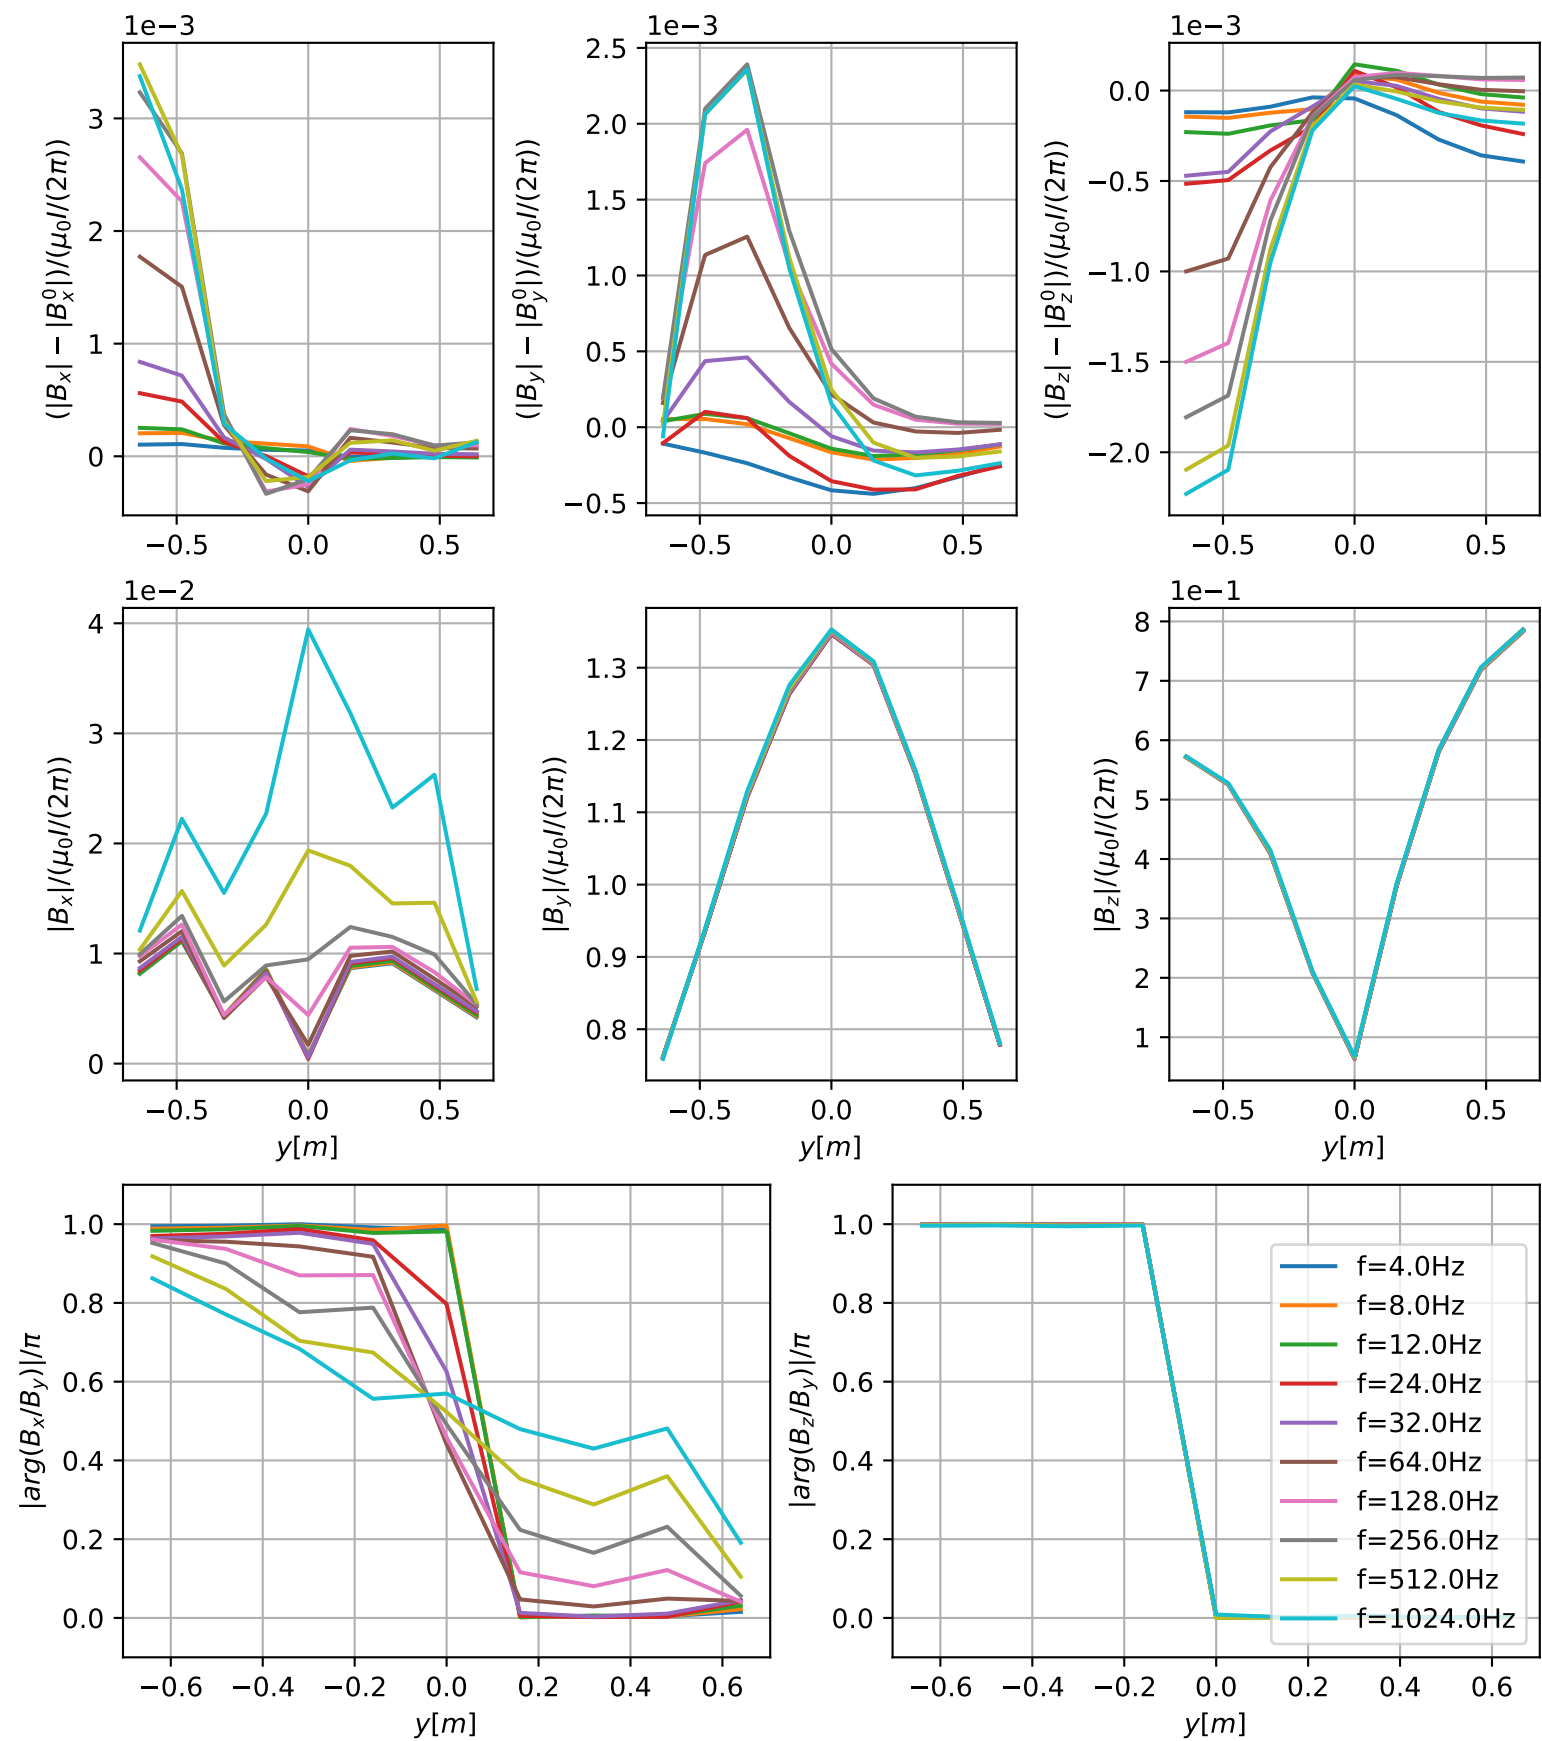 1e−3 1e−3 1e−3
(|B_x| − |B_x^0|)/(μ_0I/(2π))
3
2
1
0
−0.5 0.0 0.5
(|B_y| − |B_y^0|)/(μ_0I/(2π))
2.5
2.0
1.5
1.0
0.5
0.0
−0.5
−0.5 0.0 0.5
(|B_z| − |B_z^0|)/(μ_0I/(2π))
0.0
−0.5
−1.0
−1.5
−2.0
−0.5 0.0 0.5
1e−2
|B_x|/(μ_0I/(2π))
4
3
2
1
0
−0.5 0.0 0.5
y[m]
|B_y|/(μ_0I/(2π))
1.3
1.2
1.1
1.0
0.9
0.8
−0.5 0.0 0.5
y[m]
1e−1
|B_z|/(μ_0I/(2π))
8
7
6
5
4
3
2
1
−0.5 0.0 0.5
y[m]
|arg(B_x/B_y)|/π
1.0
0.8
0.6
0.4
0.2
0.0
−0.6 −0.4 −0.2 0.0 0.2 0.4 0.6
y[m]
|arg(B_z/B_y)|/π
1.0
0.8
0.6
0.4
0.2
0.0
f=4.0Hz
f=8.0Hz
f=12.0Hz
f=24.0Hz
f=32.0Hz
f=64.0Hz
f=128.0Hz
f=256.0Hz
f=512.0Hz
f=1024.0Hz
−0.6 −0.4 −0.2 0.0 0.2 0.4 0.6
y[m]